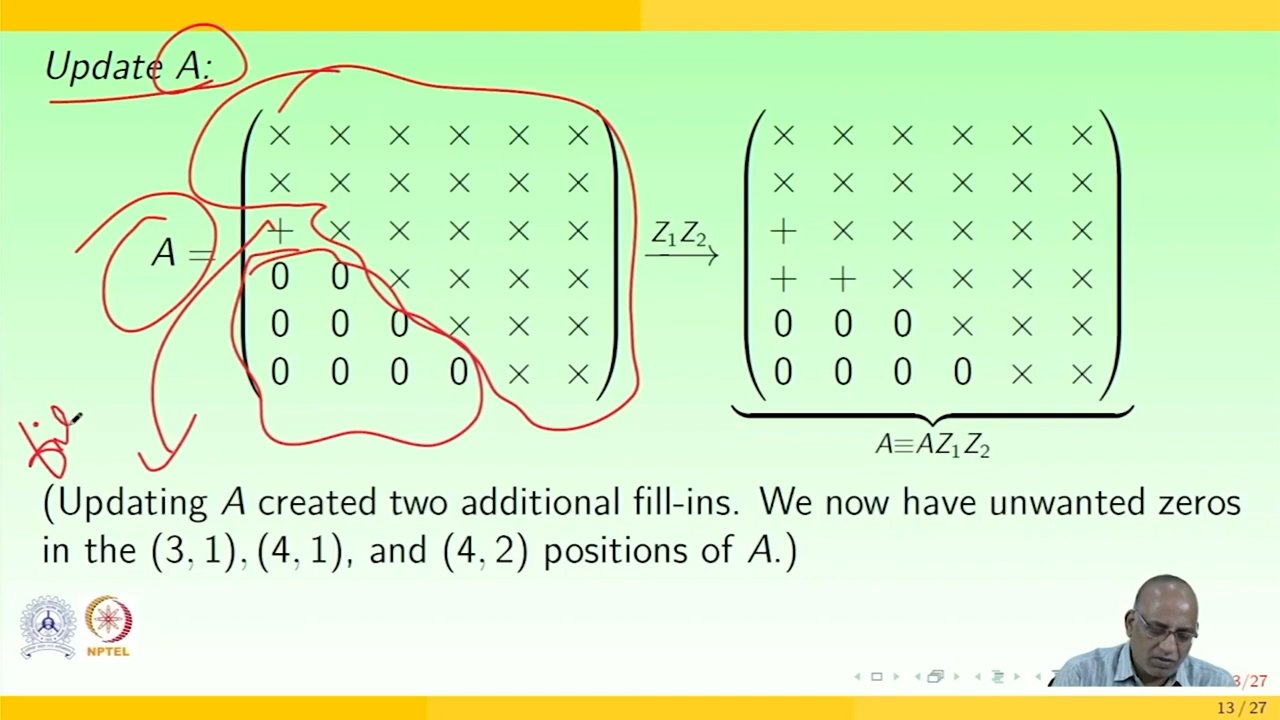 Update A:
× × × × × ×
× × × × × ×
+ × × × × ×
0 0 × × × ×
0 0 0 × × ×
0 0 0 0 × ×
A =
Z₁Z₂
→
× × × × × ×
× × × × × ×
+ × × × × ×
+ + × × × ×
0 0 0 × × ×
0 0 0 0 × ×
A≡AZ₁Z₂
(Updating A created two additional fill-ins. We now have unwanted zeros
in the (3, 1), (4, 1), and (4, 2) positions of A.)
NPTEL
3/27
13 / 27